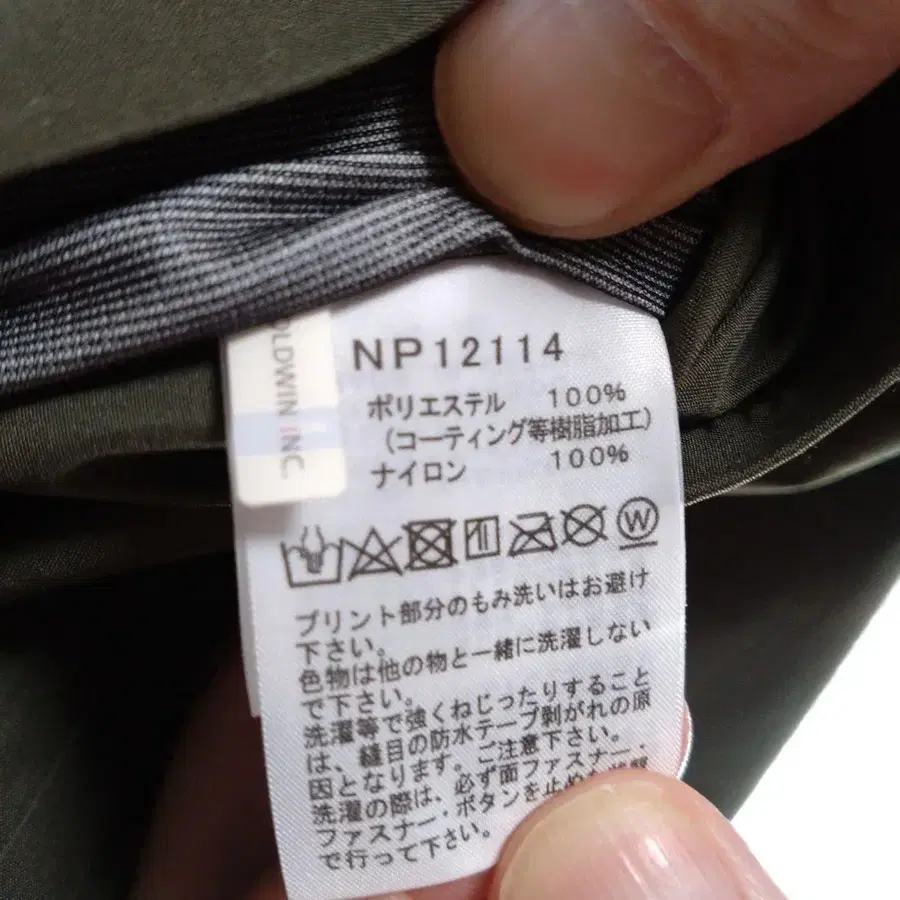 OLDWIN INC.
NP12114
ポリエステル 100%
(コーティング等樹脂加工)
ナイロン 100%
W
プリント部分のもみ洗いはお避け
下さい。
色物は他の物と一緒に洗濯しない
で下さい。
洗濯等で強くねじったりすること
は、縫目の防水テープ剥がれの原
因となります。ご注意下さい。
洗濯の際は、必ず面ファスナー・
ファスナー・ボタンを止めた
で行って下さい。